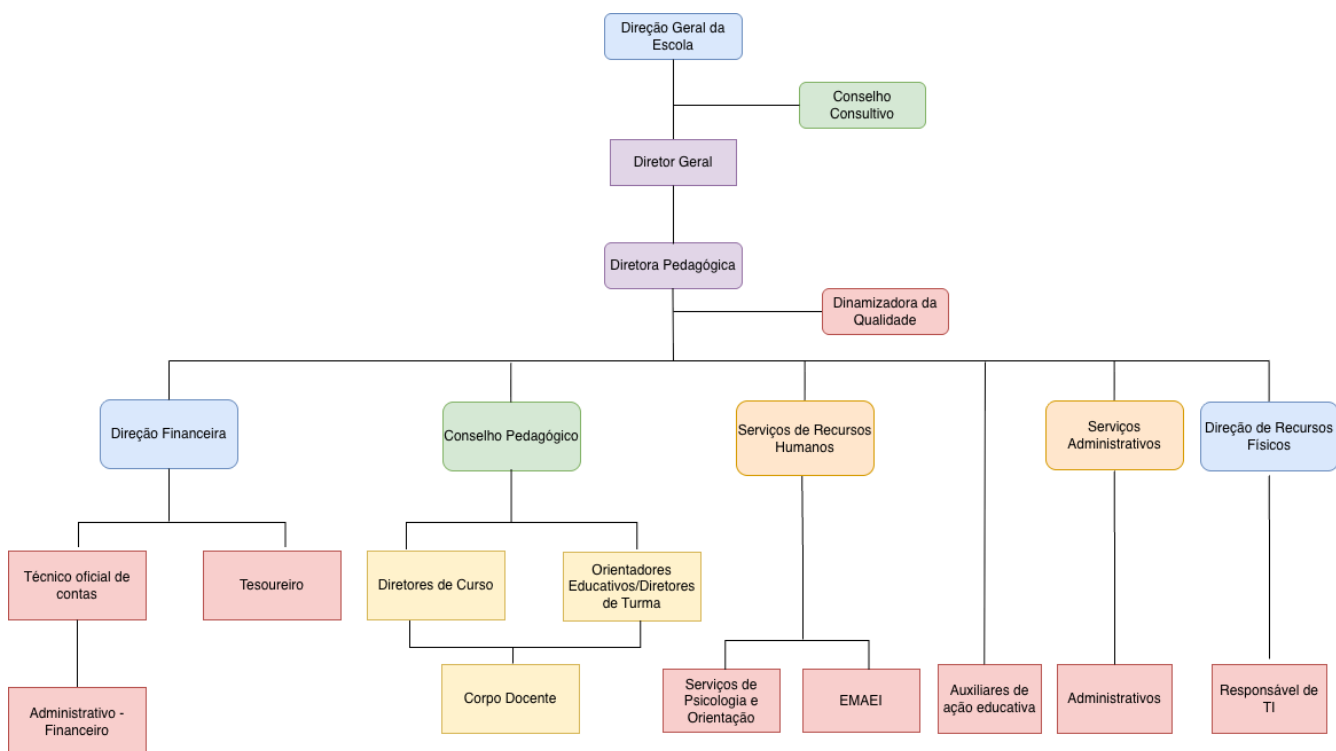 Direção Geral da
Escola
Conselho
Consultivo
Diretor Geral
Diretora Pedagógica
Dinamizadora da
Qualidade
Direção Financeira
Conselho Pedagógico
Serviços de Recursos
Humanos
Serviços
Administrativos
Direção de Recursos
Físicos
Técnico oficial de
contas
Tesoureiro
Diretores de Curso
Orientadores
Educativos/Diretores
de Turma
Corpo Docente
Serviços de
Psicologia e
Orientação
EMAEI
Auxiliares de
ação educativa
Administrativos
Responsável de
TI
Administrativo -
Financeiro